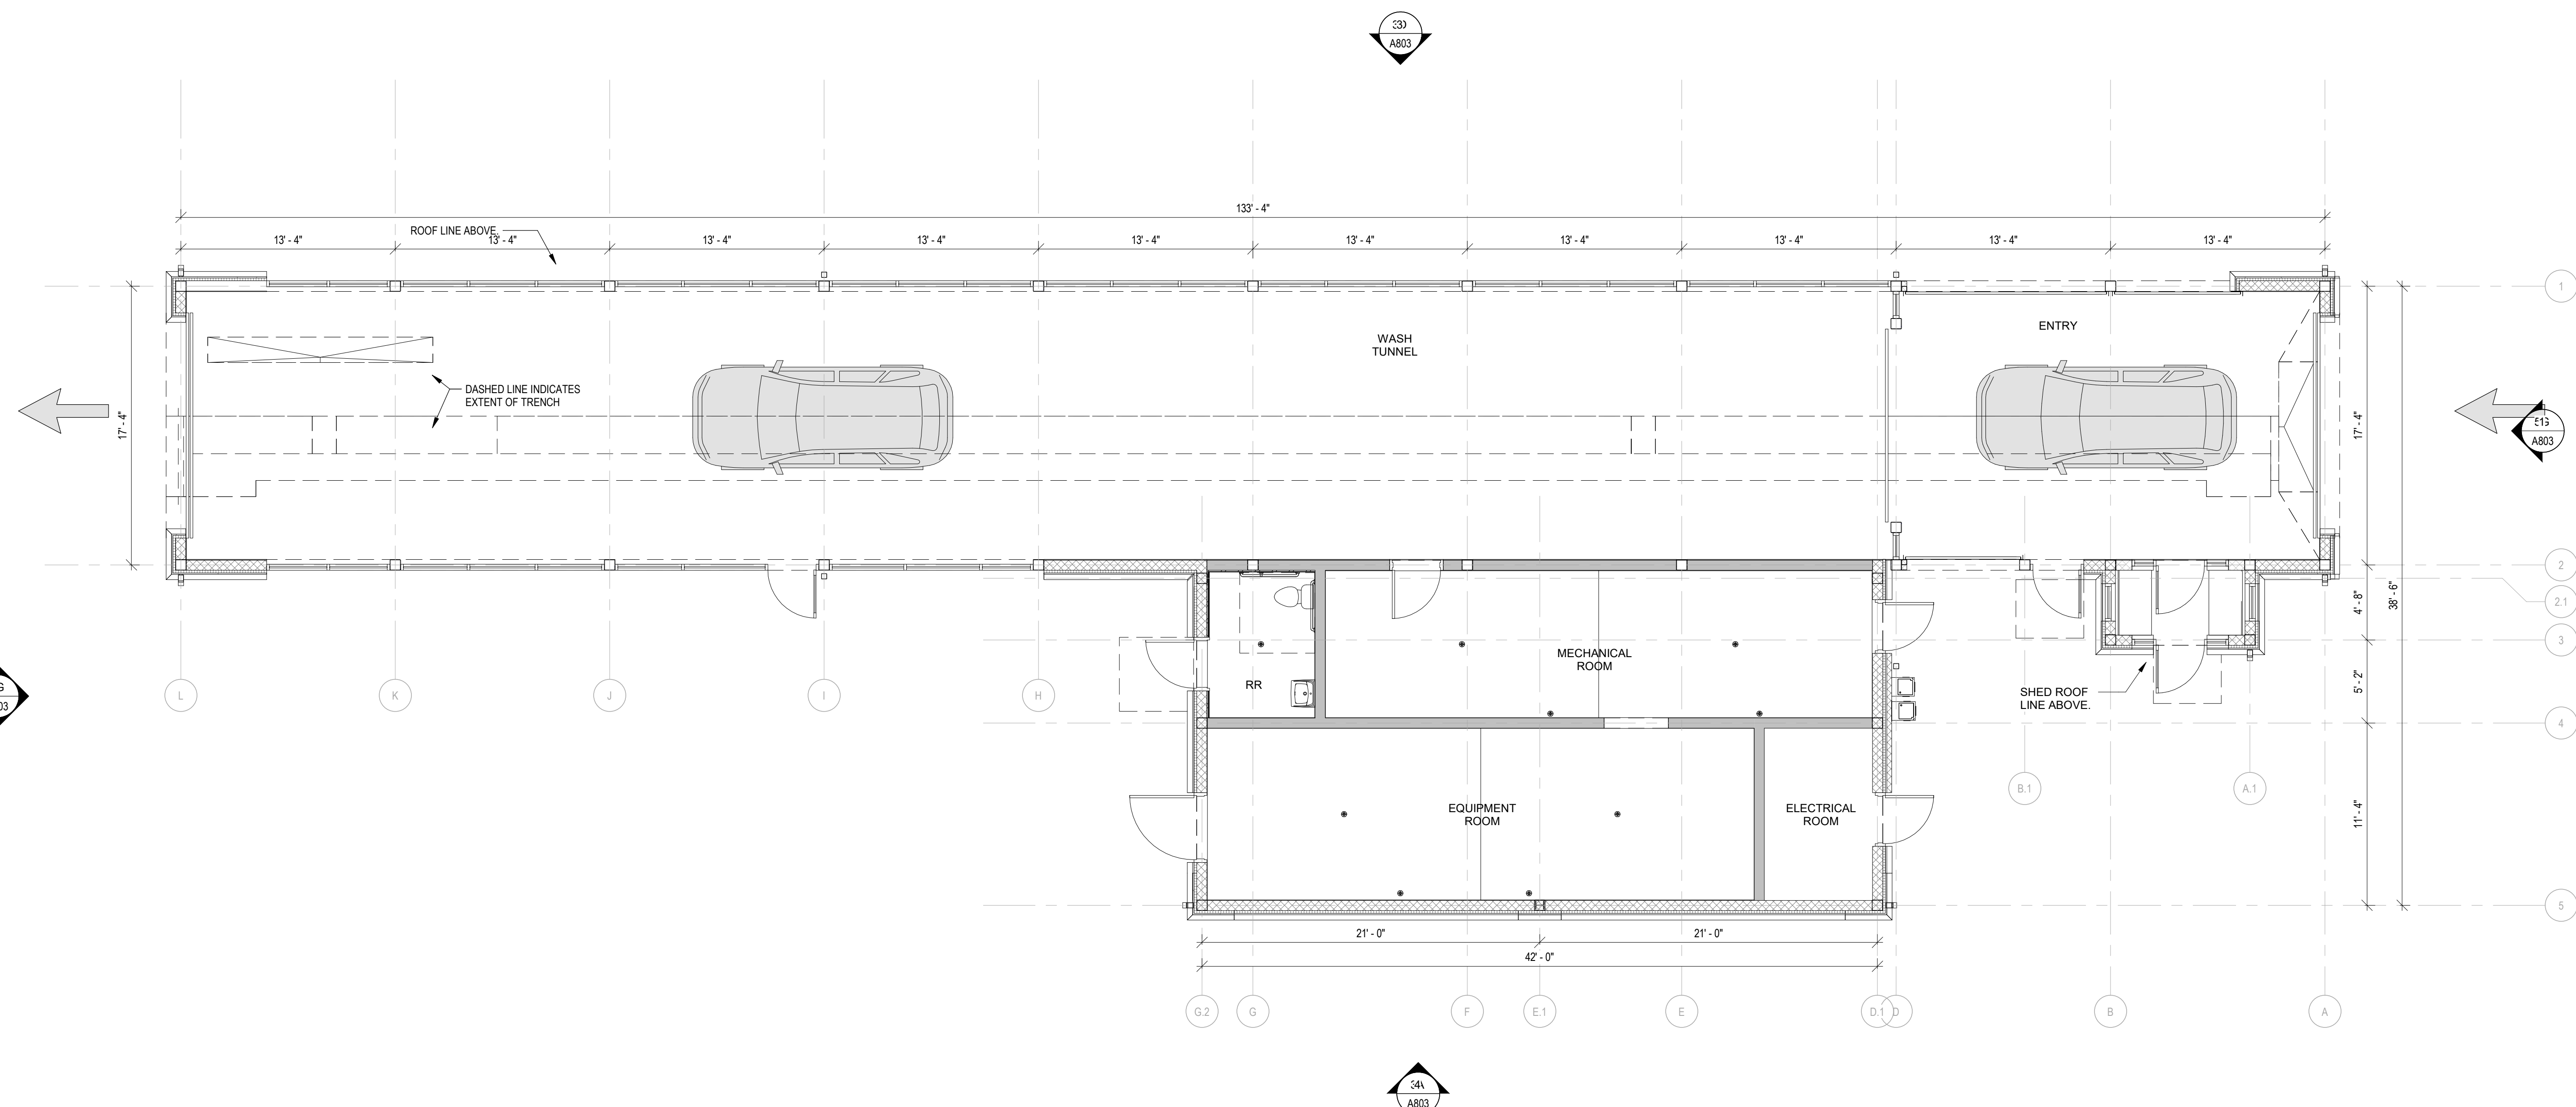 A803
133' - 4"
ROOF LINE ABOVE.
13' - 4"
13' - 4"
13' - 4"
13' - 4"
13' - 4"
13' - 4"
13' - 4"
13' - 4"
13' - 4"
13' - 4"
1
WASH
TUNNEL
ENTRY
DASHED LINE INDICATES
EXTENT OF TRENCH
17' - 4"
17' - 4"
A803
2
2.1
4' - 8"
38' - 6"
3
MECHANICAL
ROOM
RR
5' - 2"
SHED ROOF
LINE ABOVE.
L
K
J
I
H
4
B.1
A.1
EQUIPMENT
ROOM
ELECTRICAL
ROOM
11' - 4"
5
21' - 0"
21' - 0"
42' - 0"
G.2
G
F
E.1
E
D.1
D
B
A
A803